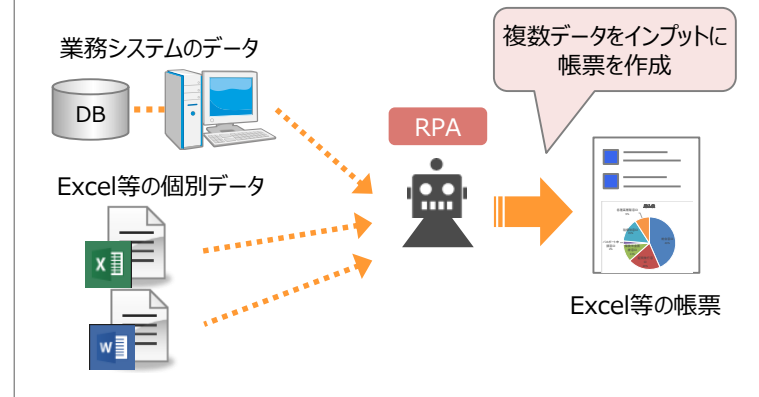 業務システムのデータ
DB
Excel等の個別データ
X
W
RPA
複数データをインプットに
帳票を作成
Excel等の帳票